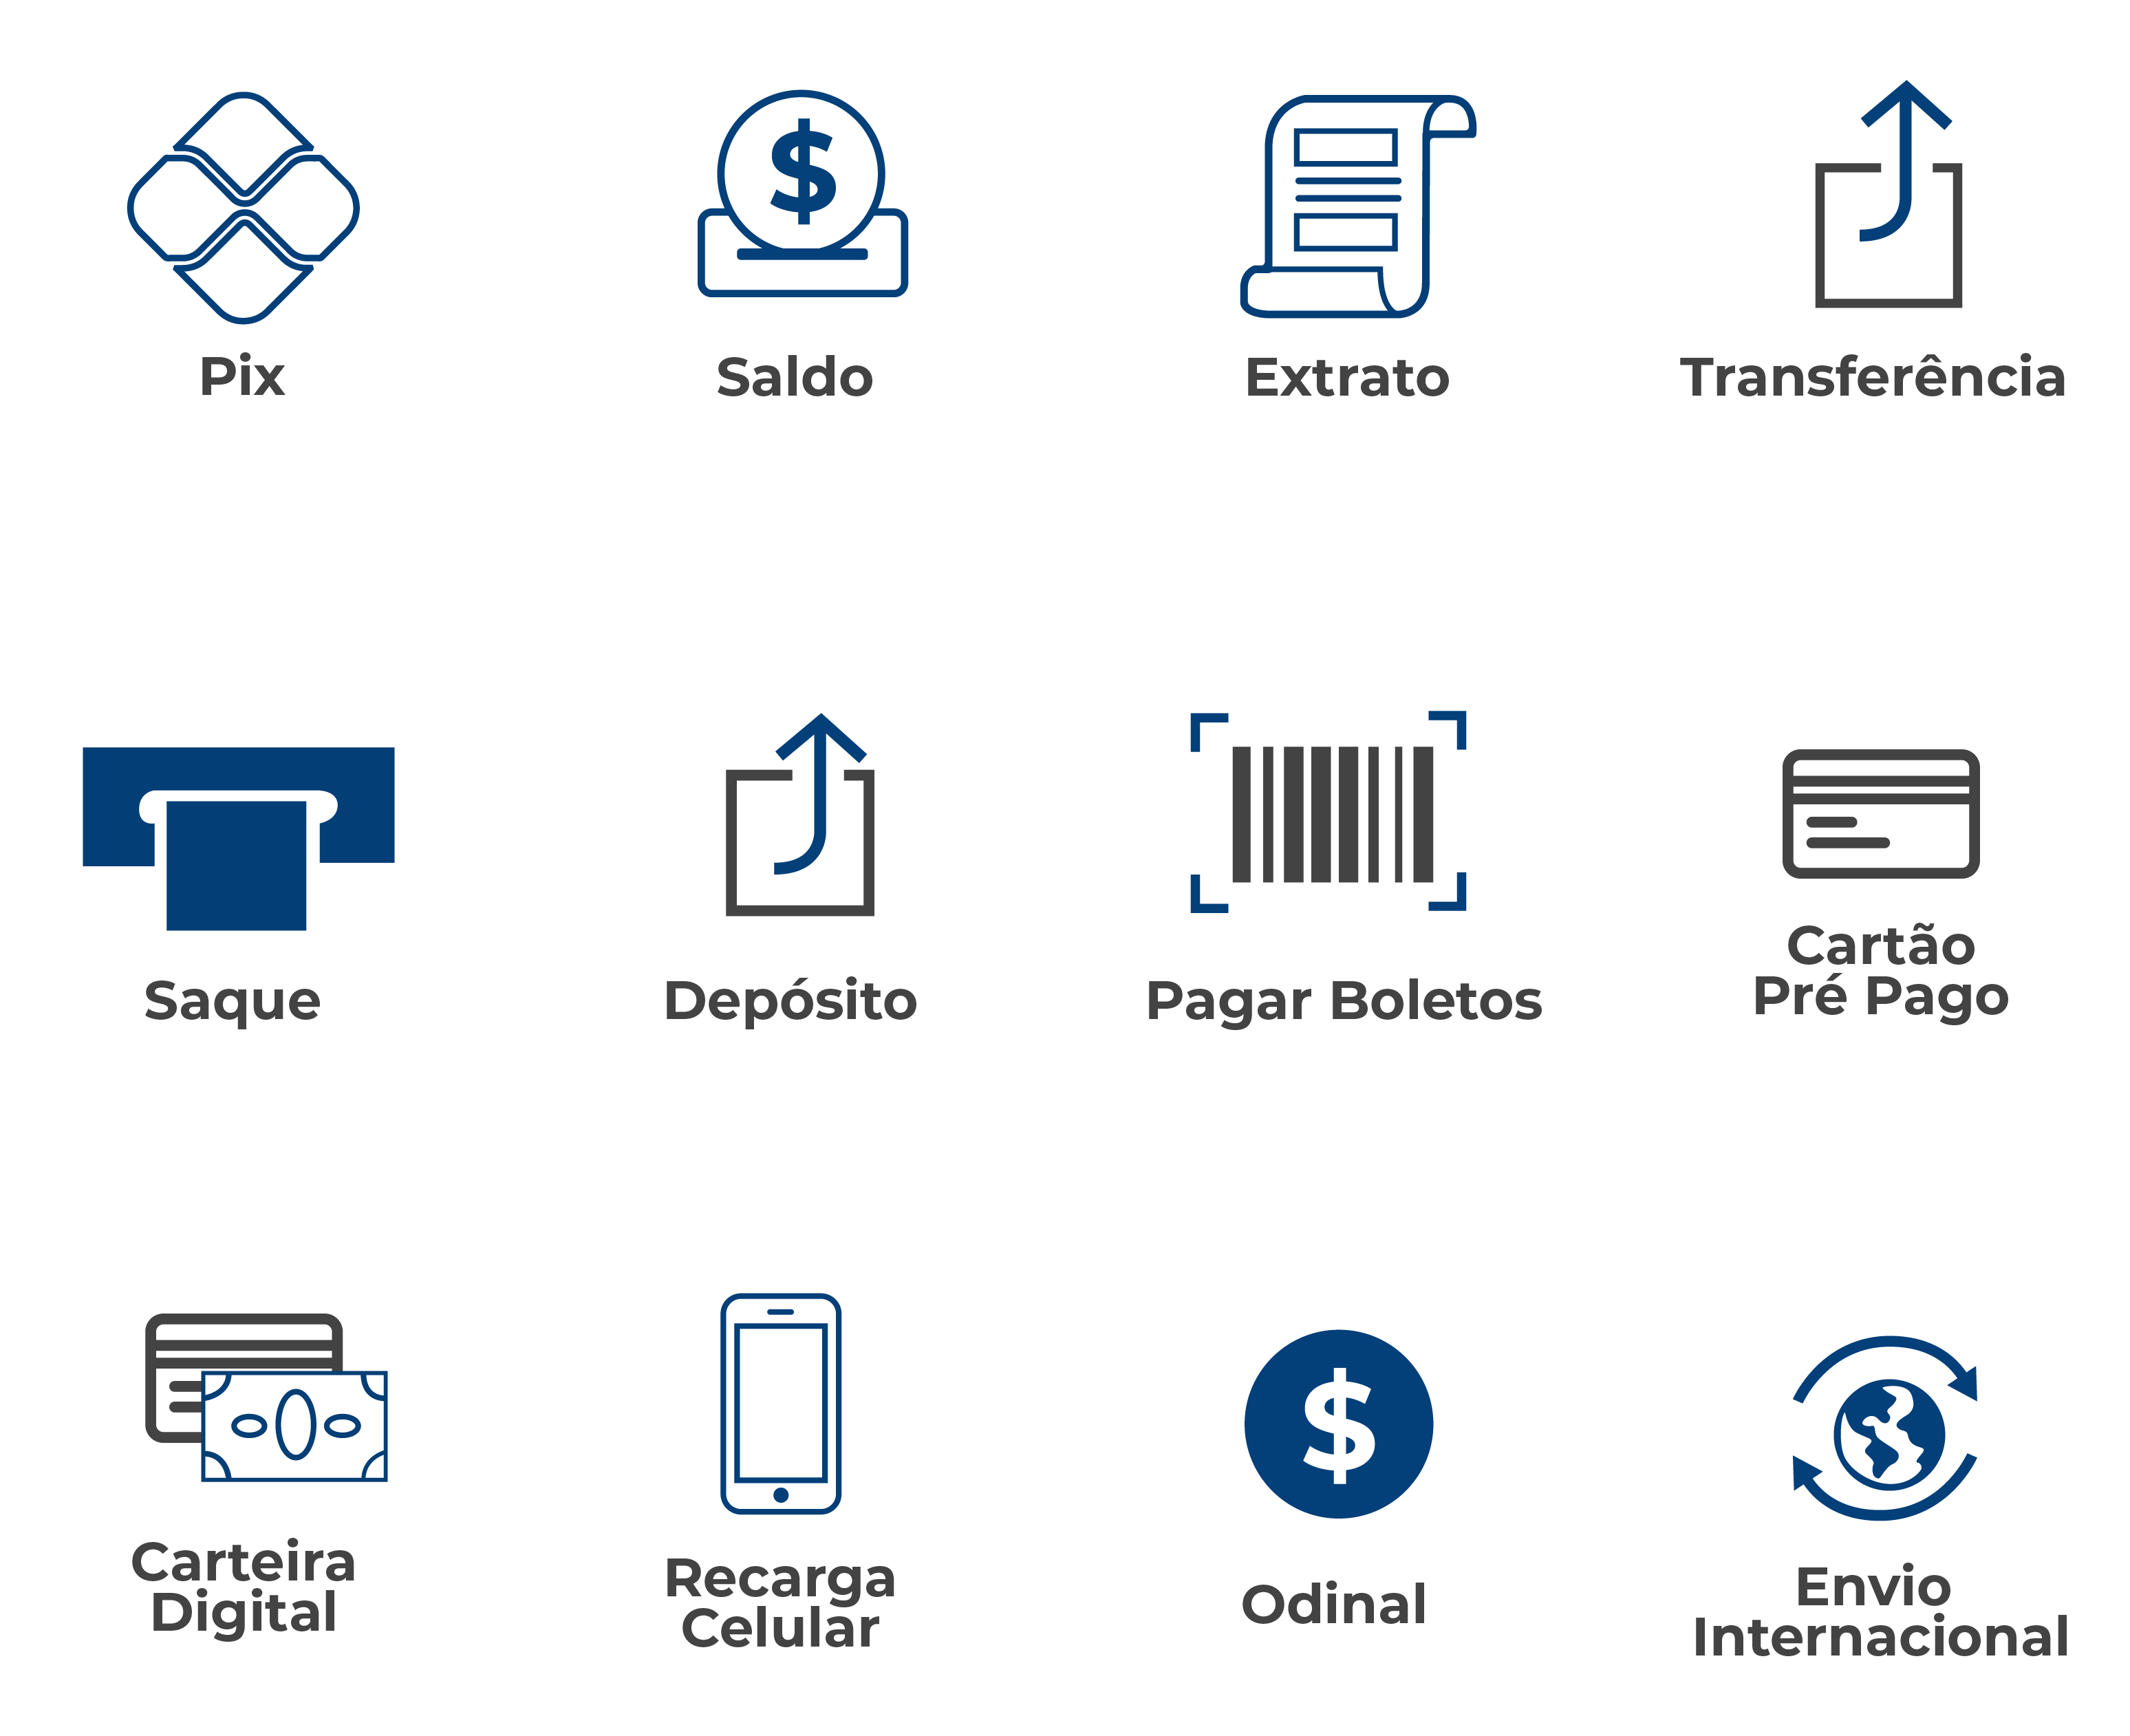 Pix
Saldo
Extrato
Transferência
Saque
Depósito
Pagar Boletos
Cartão
Pré Pago
Carteira
Digital
Recarga
Celular
Odinal
Envio
Internacional